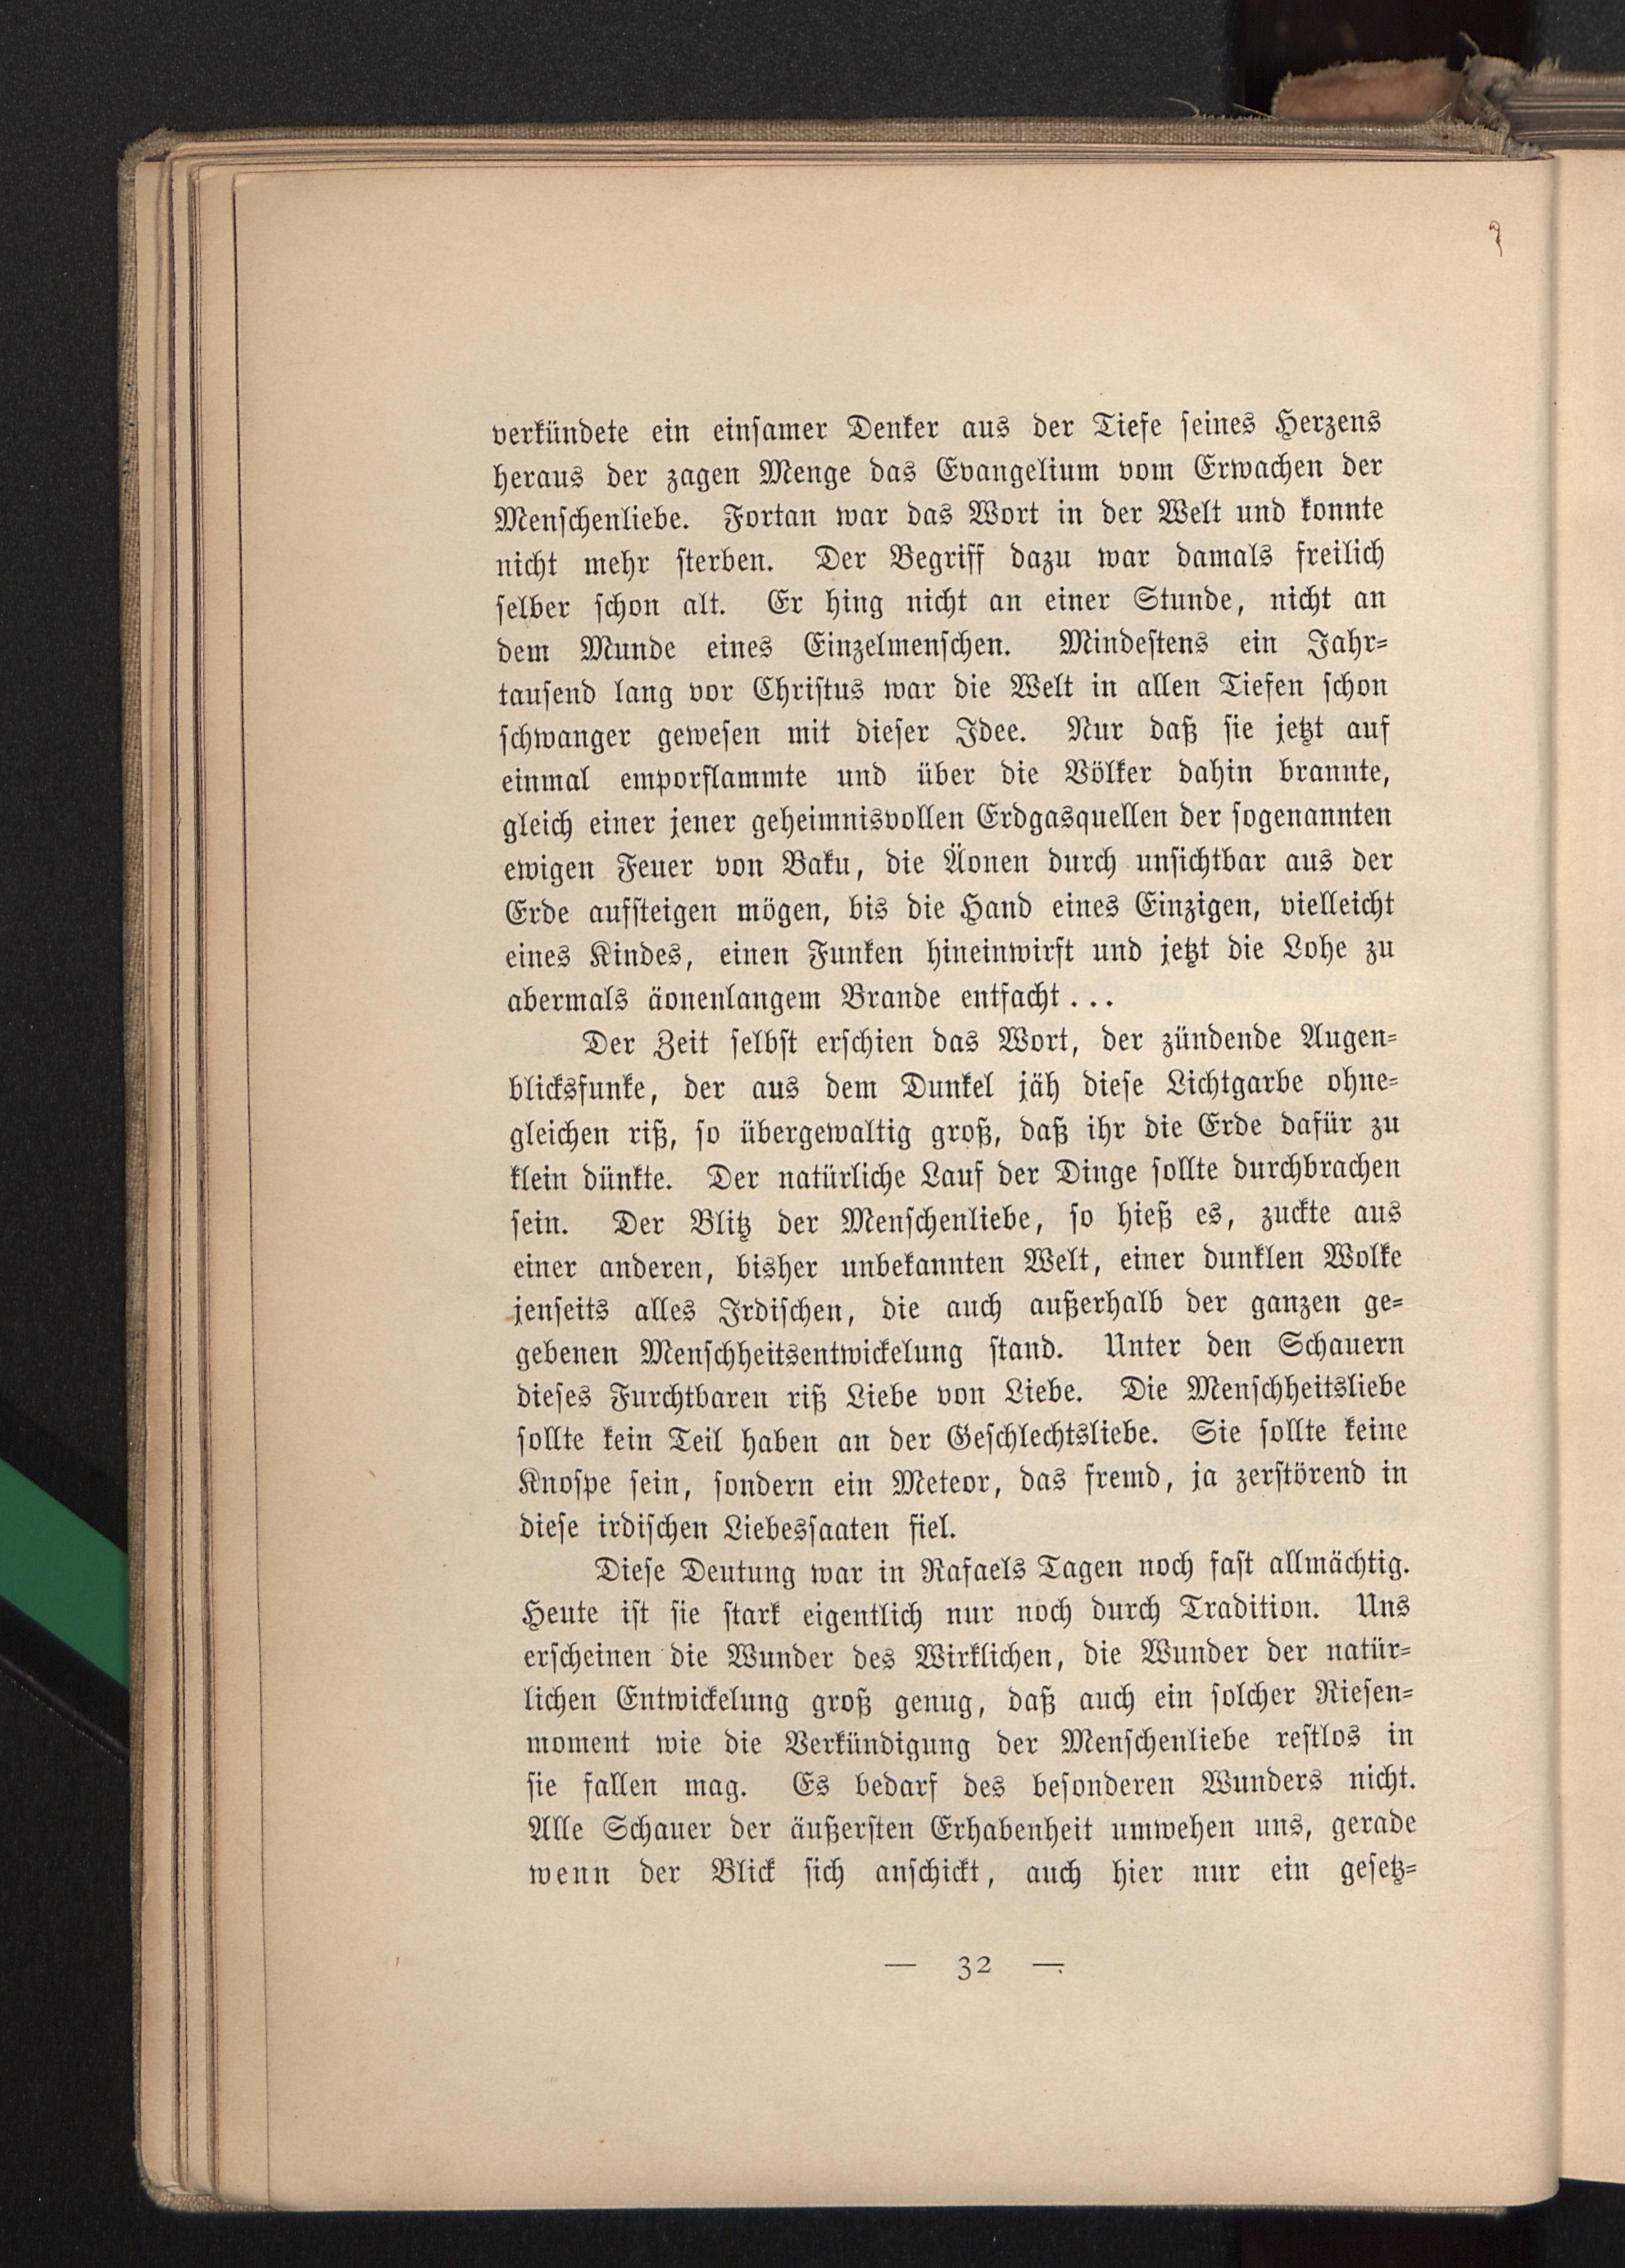 verkündete ein einsamer Denker aus der Tiefe seines Herzens
heraus der zagen Menge das Evangelium vom Erwachen der
Menschenliebe. Fortan war das Wort in der Welt und konnte
nicht mehr sterben. Der Begriff dazu war damals freilich
selber schon alt. Er hing nicht an einer Stunde, nicht an
dem Munde eines Einzelmenschen. Mindestens ein Jahr-
tausend lang vor Christus war die Welt in allen Tiefen schon
schwanger gewesen mit dieser Idee. Nur daß sie jetzt auf
einmal emporflammte und über die Völker dahin brannte,
gleich einer jener geheimnisvollen Erdgasquellen der sogenannten
ewigen Feuer von Baku, die Äonen durch unsichtbar aus der
Erde aufsteigen mögen, bis die Hand eines Einzigen, vielleicht
eines Kindes, einen Funken hineinwirft und jetzt die Lohe zu
abermals äonenlangem Brande entfacht...
Der Zeit selbst erschien das Wort, der zündende Augen-
blicksfunke, der aus dem Dunkel jäh diese Lichtgarbe ohne-
gleichen riß, so übergewaltig groß, daß ihr die Erde dafür zu
klein dünkte. Der natürliche Lauf der Dinge sollte durchbrachen
sein. Der Blitz der Menschenliebe, so hieß es, zuckte aus
einer anderen, bisher unbekannten Welt, einer dunklen Wolke
jenseits alles Irdischen, die auch außerhalb der ganzen ge-
gebenen Menschheitsentwickelung stand. Unter den Schauern
dieses Furchtbaren riß Liebe von Liebe. Die Menschheitsliebe
sollte kein Teil haben an der Geschlechtsliebe. Sie sollte keine
Knospe sein, sondern ein Meteor, das fremd, ja zerstörend in
diese irdischen Liebessaaten fiel.
Diese Deutung war in Rafaels Tagen noch fast allmächtig.
Heute ist sie stark eigentlich nur noch durch Tradition. Uns
erscheinen die Wunder des Wirklichen, die Wunder der natür-
lichen Entwickelung groß genug, daß auch ein solcher Riesen-
moment wie die Verkündigung der Menschenliebe restlos in
sie fallen mag. Es bedarf des besonderen Wunders nicht.
Alle Schauer der äußersten Erhabenheit umwehen uns, gerade
wenn der Blick sich anschickt, auch hier nur ein gesetz-
— 32 —